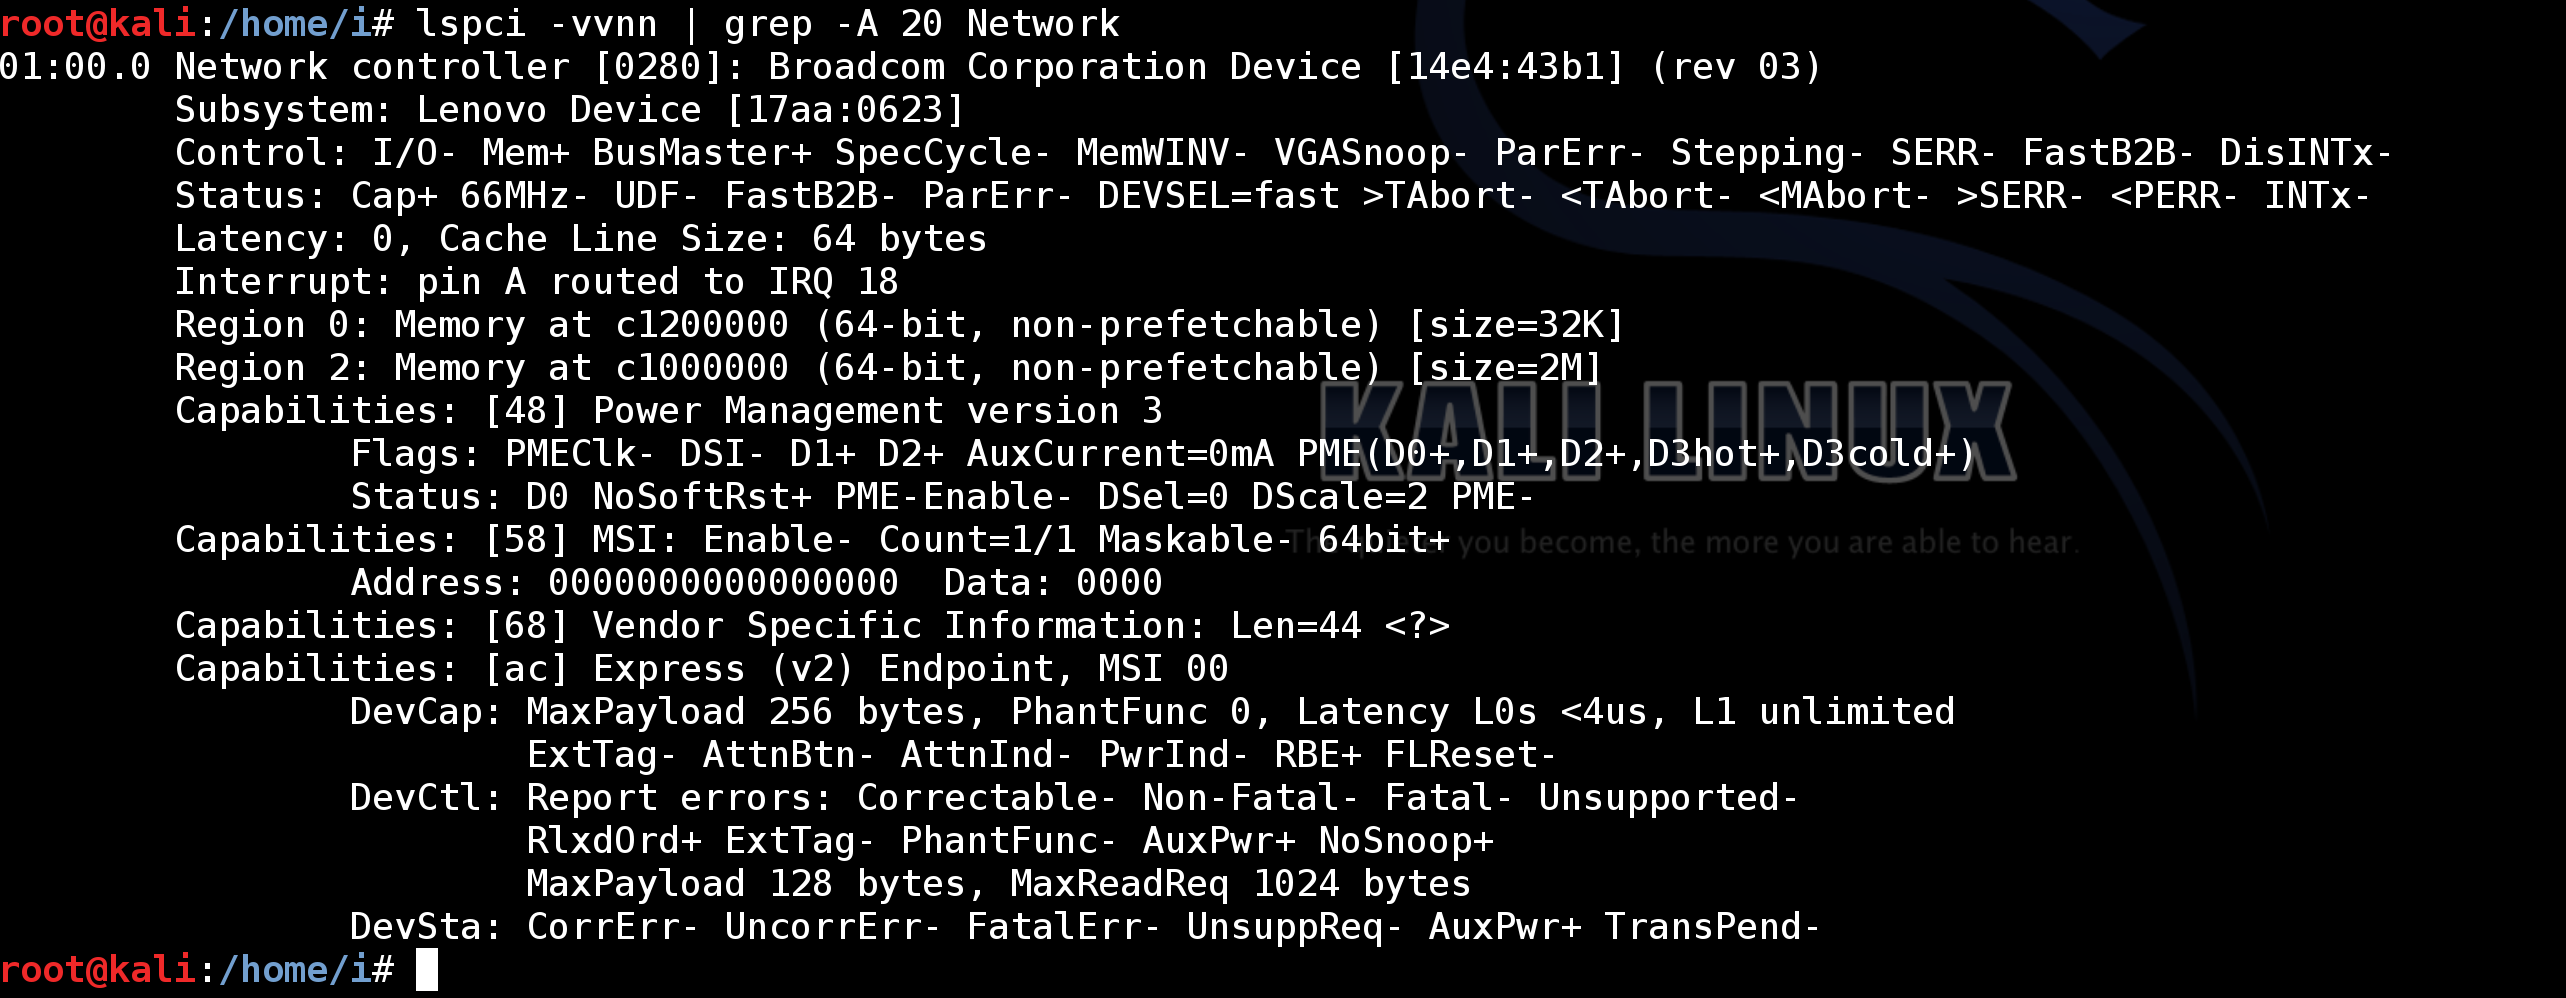 root@kali:/home/i# lspci -vvnn | grep -A 20 Network
01:00.0 Network controller [0280]: Broadcom Corporation Device [14e4:43b1] (rev 03)
Subsystem: Lenovo Device [17aa:0623]
Control: I/O- Mem+ BusMaster+ SpecCycle- MemWINV- VGASnoop- ParErr- Stepping- SERR- FastB2B- DisINTx-
Status: Cap+ 66MHz- UDF- FastB2B- ParErr- DEVSEL=fast >TAbort- <TAbort- <MAbort- >SERR- <PERR- INTx-
Latency: 0, Cache Line Size: 64 bytes
Interrupt: pin A routed to IRQ 18
Region 0: Memory at c1200000 (64-bit, non-prefetchable) [size=32K]
Region 2: Memory at c1000000 (64-bit, non-prefetchable) [size=2M]
Capabilities: [48] Power Management version 3
Flags: PMEClk- DSI- D1+ D2+ AuxCurrent=0mA PME(D0+,D1+,D2+,D3hot+,D3cold+)
Status: D0 NoSoftRst+ PME-Enable- DSel=0 DScale=2 PME-
Capabilities: [58] MSI: Enable- Count=1/1 Maskable- 64bit+
Address: 0000000000000000  Data: 0000
Capabilities: [68] Vendor Specific Information: Len=44 <?>
Capabilities: [ac] Express (v2) Endpoint, MSI 00
DevCap: MaxPayload 256 bytes, PhantFunc 0, Latency L0s <4us, L1 unlimited
ExtTag- AttnBtn- AttnInd- PwrInd- RBE+ FLReset-
DevCtl: Report errors: Correctable- Non-Fatal- Fatal- Unsupported-
RlxdOrd+ ExtTag- PhantFunc- AuxPwr+ NoSnoop+
MaxPayload 128 bytes, MaxReadReq 1024 bytes
DevSta: CorrErr- UncorrErr- FatalErr- UnsuppReq- AuxPwr+ TransPend-
root@kali:/home/i#
KALI LINUX
you become, the more you are able to hear.